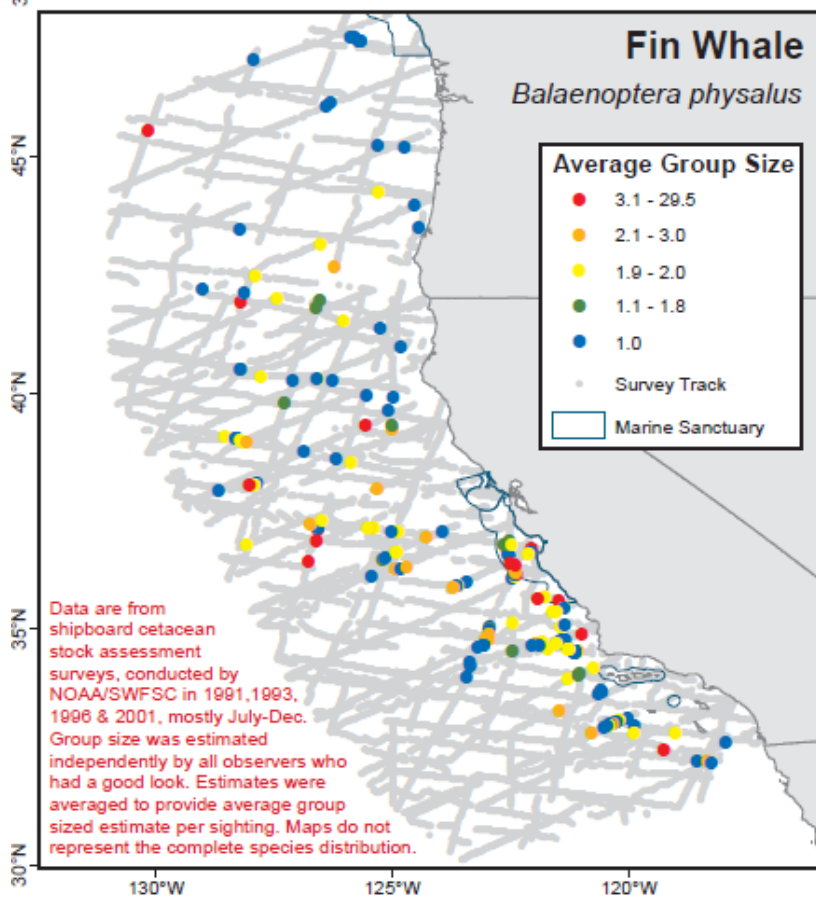 Fin Whale
Balaenoptera physalus
Average Group Size
3.1 - 29.5
2.1 - 3.0
1.9 - 2.0
1.1 - 1.8
1.0
Survey Track
Marine Sanctuary
45°N
40°N
35°N
30°N
Data are from
shipboard cetacean
stock assessment
surveys, conducted by
NOAA/SWFSC in 1991,1993,
1996 & 2001, mostly July-Dec.
Group size was estimated
independently by all observers who
had a good look. Estimates were
averaged to provide average group
sized estimate per sighting. Maps do not
represent the complete species distribution.
130°W
125°W
120°W